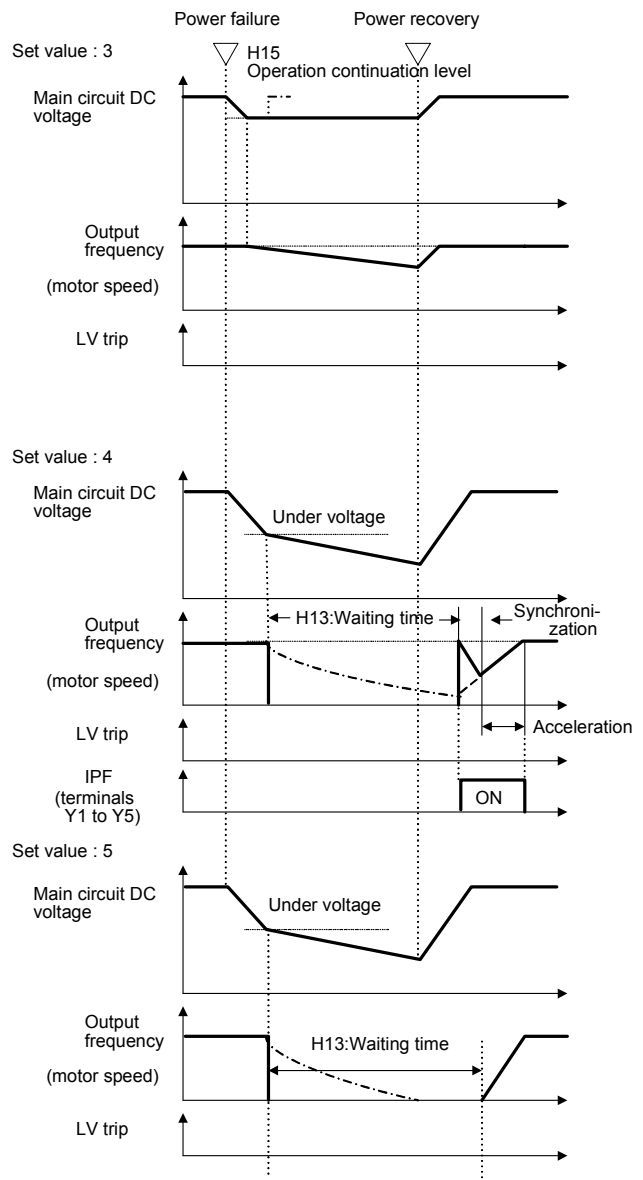 Power failure
Power recovery
Set value : 3
H15
Operation continuation level
Main circuit DC
voltage
Output
frequency
(motor speed)
LV trip
Set value : 4
Main circuit DC
voltage
Under voltage
H13:Waiting time
Synchroni-
zation
Output
frequency
(motor speed)
Acceleration
LV trip
IPF
(terminals
Y1 to Y5)
ON
Set value : 5
Main circuit DC
voltage
Under voltage
Output
frequency
H13:Waiting time
(motor speed)
LV trip